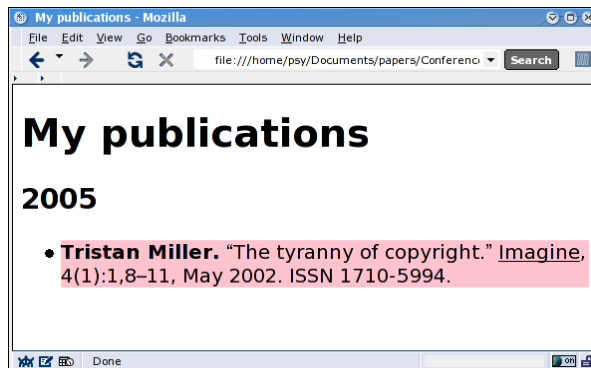 My publications - Mozilla
File Edit View Go Bookmarks Tools Window Help
file:///home/psy/Documents/papers/Conference Search
My publications
2005
• Tristan Miller. “The tyranny of copyright.” Imagine,
4(1):1,8–11, May 2002. ISSN 1710-5994.
Done on